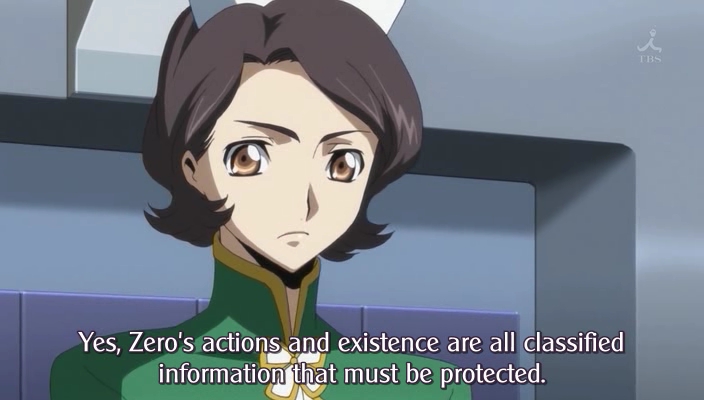 TBS
Yes, Zero's actions and existence are all classified
information that must be protected.